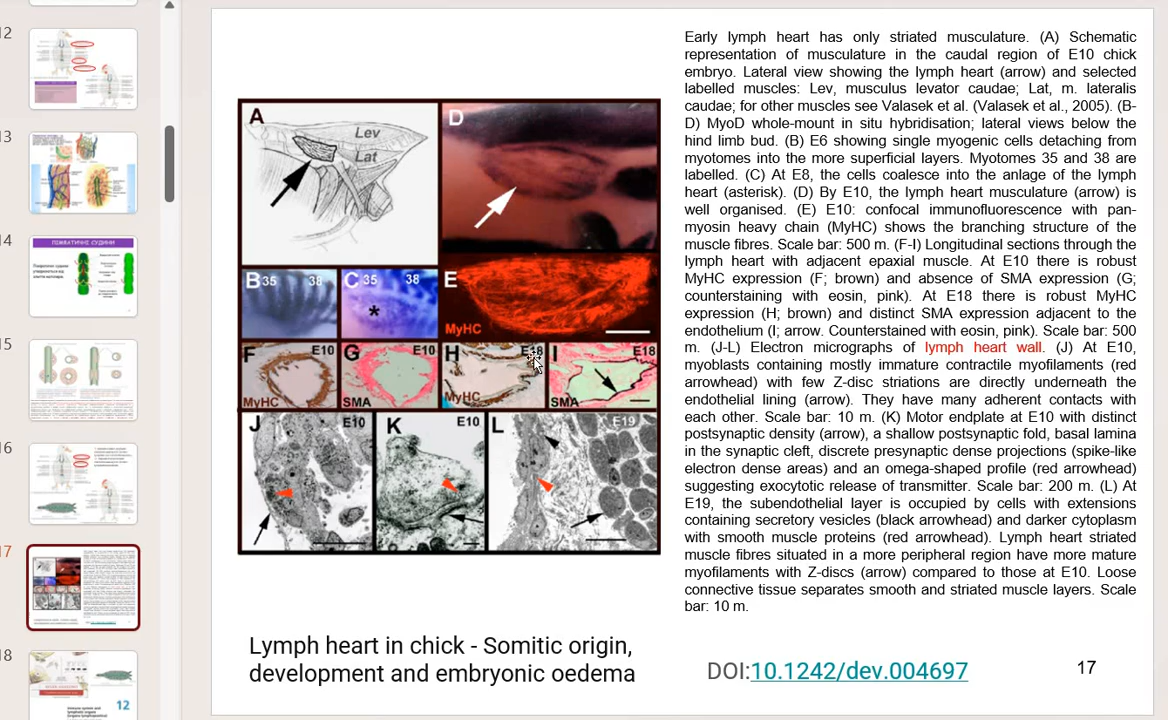 12
13
14
ЛІМФАТИЧНІ СУДИНИ
15
16
17
18
12
Early lymph heart has only striated musculature. (A) Schematic
representation of musculature in the caudal region of E10 chick
embryo. Lateral view showing the lymph heart (arrow) and selected
labelled muscles: Lev, musculus levator caudae; Lat, m. lateralis
caudae; for other muscles see Valasek et al. (Valasek et al., 2005). (B-
D) MyoD whole-mount in situ hybridisation; lateral views below the
hind limb bud. (B) E6 showing single myogenic cells detaching from
myotomes into the more superficial layers. Myotomes 35 and 38 are
labelled. (C) At E8, the cells coalesce into the anlage of the lymph
heart (asterisk). (D) By E10, the lymph heart musculature (arrow) is
well organised. (E) E10: confocal immunofluorescence with pan-
myosin heavy chain (MyHC) shows the branching structure of the
muscle fibres. Scale bar: 500 m. (F-I) Longitudinal sections through the
lymph heart with adjacent epaxial muscle. At E10 there is robust
MyHC expression (F; brown) and absence of SMA expression (G;
counterstaining with eosin, pink). At E18 there is robust MyHC
expression (H; brown) and distinct SMA expression adjacent to the
endothelium (I; arrow. Counterstained with eosin, pink). Scale bar: 500
m. (J-L) Electron micrographs of lymph heart wall. (J) At E10,
myoblasts containing mostly immature contractile myofilaments (red
arrowhead) with few Z-disc striations are directly underneath the
endothelial lining (arrow). They have many adherent contacts with
each other. Scale bar: 10 m. (K) Motor endplate at E10 with distinct
postsynaptic density (arrow), a shallow postsynaptic fold, basal lamina
in the synaptic cleft, discrete presynaptic dense projections (spike-like
electron dense areas) and an omega-shaped profile (red arrowhead)
suggesting exocytotic release of transmitter. Scale bar: 200 m. (L) At
E19, the subendothelial layer is occupied by cells with extensions
containing secretory vesicles (black arrowhead) and darker cytoplasm
with smooth muscle proteins (red arrowhead). Lymph heart striated
muscle fibres situated in a more peripheral region have more mature
myofilaments with Z-discs (arrow) compared to those at E10. Loose
connective tissue separates smooth and striated muscle layers. Scale
bar: 10 m.
A
Lev
Lat
D
B 35 38
C 35 38
*
E
MyHC
F E10
MyHC
G E10
SMA
H E18
MyHC
I E18
SMA
J E10
K E10
L E19
Lymph heart in chick - Somitic origin,
development and embryonic oedema
DOI:10.1242/dev.004697
17